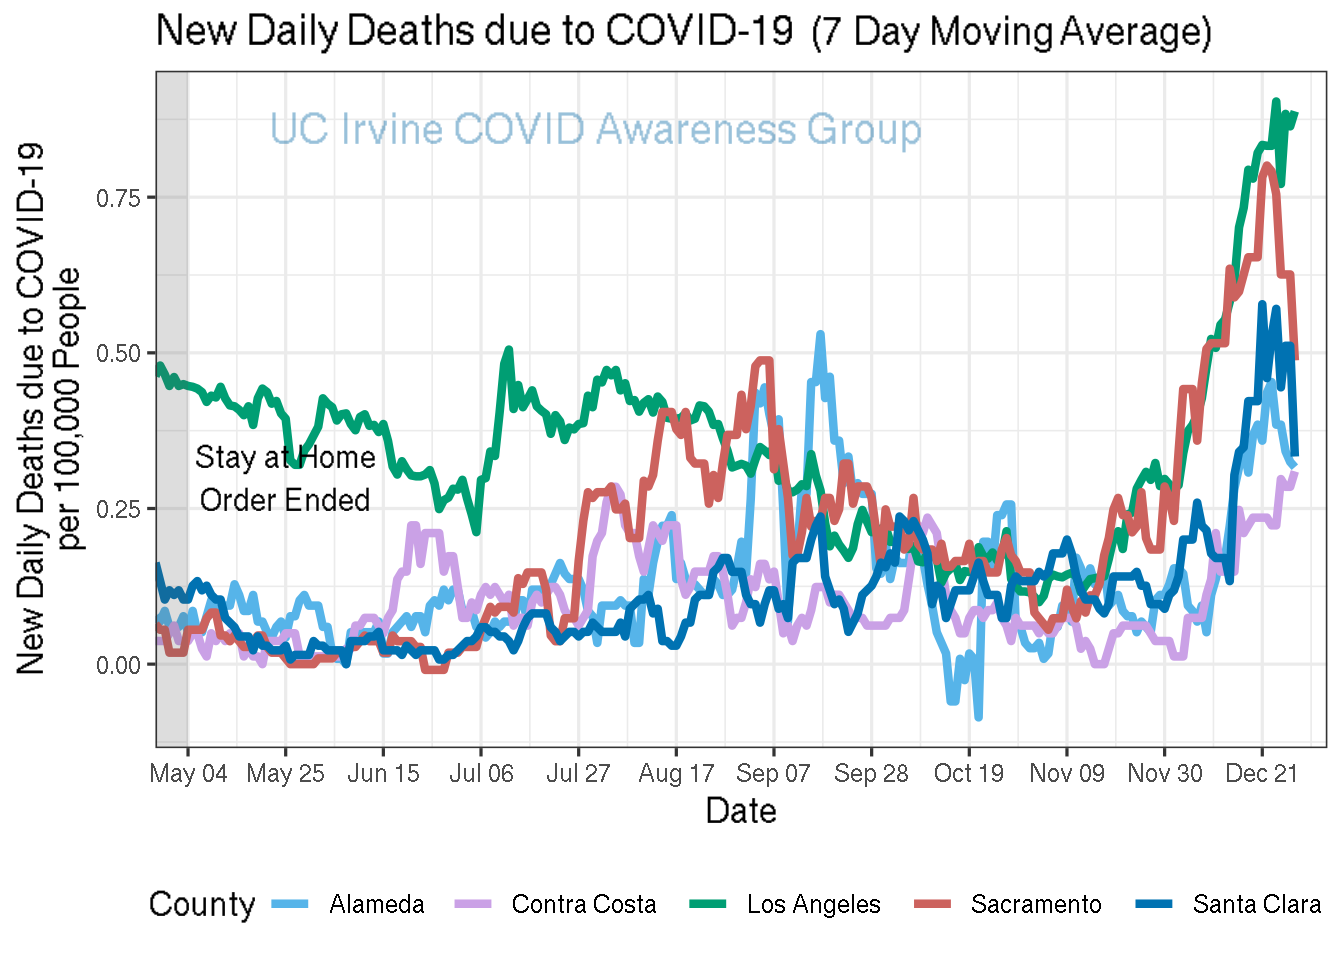 New Daily Deaths due to COVID-19 (7 Day Moving Average)
UC Irvine COVID Awareness Group
New Daily Deaths due to COVID-19
per 100,000 People
0.75
0.50
0.25
0.00
Stay at Home
Order Ended
May 04 May 25 Jun 15 Jul 06 Jul 27 Aug 17 Sep 07 Sep 28 Oct 19 Nov 09 Nov 30 Dec 21
Date
County Alameda Contra Costa Los Angeles Sacramento Santa Clara